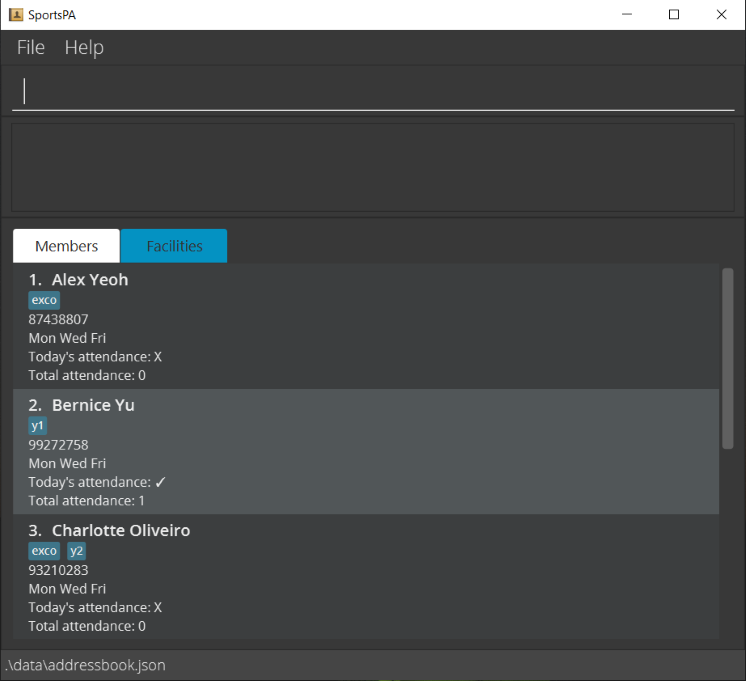 SportsPA
File Help
Members Facilities
1. Alex Yeoh
exco
87438807
Mon Wed Fri
Today's attendance: X
Total attendance: 0
2. Bernice Yu
y1
99272758
Mon Wed Fri
Today's attendance: ✓
Total attendance: 1
3. Charlotte Oliveiro
exco y2
93210283
Mon Wed Fri
Today's attendance: X
Total attendance: 0
.\data\addressbook.json